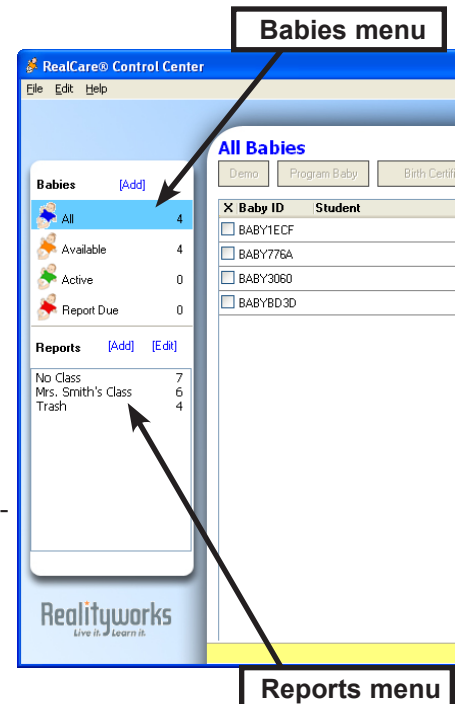 Babies menu
RealCare® Control Center
File Edit Help
All Babies
Demo Program Baby Birth
Babies [Add]
X Baby ID Student
All 4
BABY1ECF
Available 4
BABY776A
Active 0
BABY3060
Report Due 0
BABYBD3D
Reports [Add] [Edit]
No Class 7
Mrs. Smith's Class 6
Trash 4
-
Realityworks
Live it. Learn it.
Reports menu